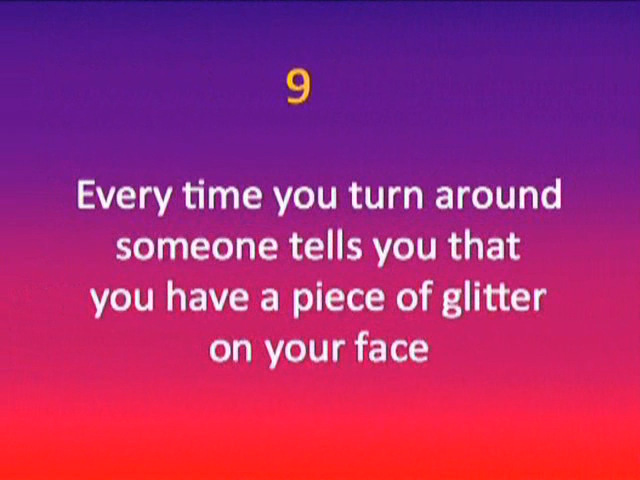 9
Every time you turn around
someone tells you that
you have a piece of glitter
on your face